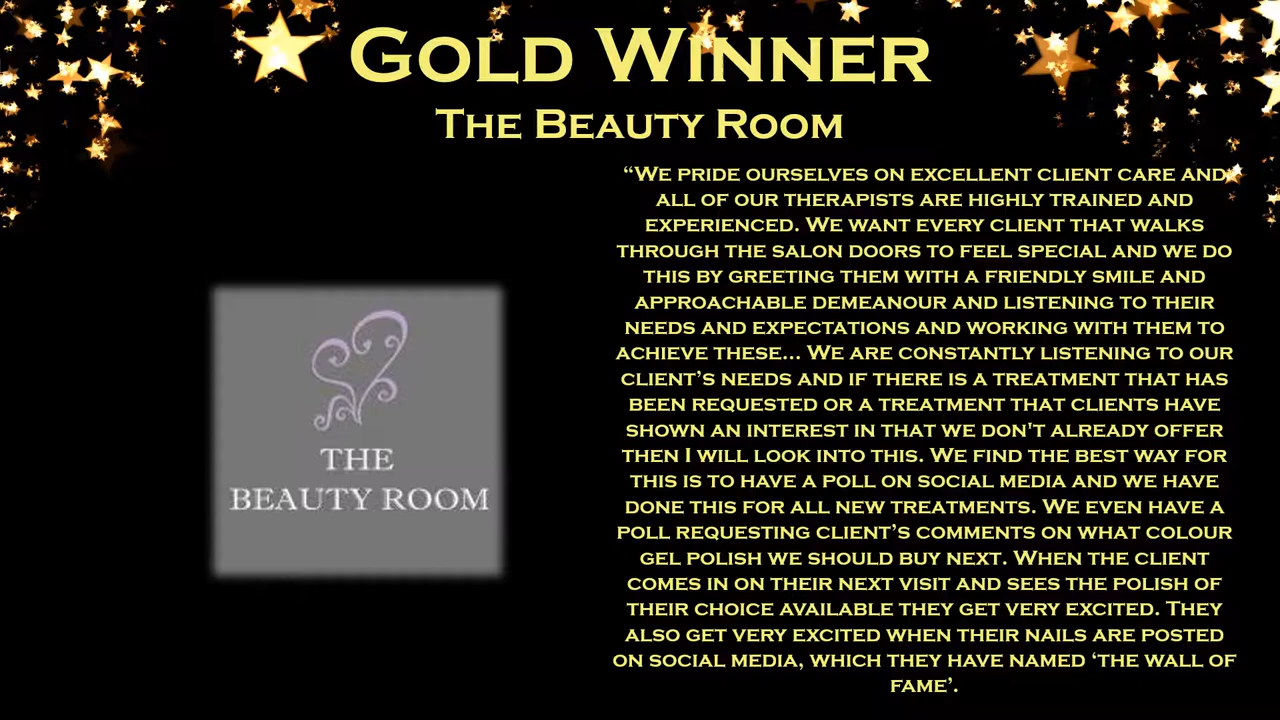 GOLD WINNER
THE BEAUTY ROOM
“WE PRIDE OURSELVES ON EXCELLENT CLIENT CARE AND
ALL OF OUR THERAPISTS ARE HIGHLY TRAINED AND
EXPERIENCED. WE WANT EVERY CLIENT THAT WALKS
THROUGH THE SALON DOORS TO FEEL SPECIAL AND WE DO
THIS BY GREETING THEM WITH A FRIENDLY SMILE AND
APPROACHABLE DEMEANOUR AND LISTENING TO THEIR
NEEDS AND EXPECTATIONS AND WORKING WITH THEM TO
ACHIEVE THESE... WE ARE CONSTANTLY LISTENING TO OUR
CLIENT’S NEEDS AND IF THERE IS A TREATMENT THAT HAS
BEEN REQUESTED OR A TREATMENT THAT CLIENTS HAVE
SHOWN AN INTEREST IN THAT WE DON'T ALREADY OFFER
THEN I WILL LOOK INTO THIS. WE FIND THE BEST WAY FOR
THIS IS TO HAVE A POLL ON SOCIAL MEDIA AND WE HAVE
DONE THIS FOR ALL NEW TREATMENTS. WE EVEN HAVE A
POLL REQUESTING CLIENT’S COMMENTS ON WHAT COLOUR
GEL POLISH WE SHOULD BUY NEXT. WHEN THE CLIENT
COMES IN ON THEIR NEXT VISIT AND SEES THE POLISH OF
THEIR CHOICE AVAILABLE THEY GET VERY EXCITED. THEY
ALSO GET VERY EXCITED WHEN THEIR NAILS ARE POSTED
ON SOCIAL MEDIA, WHICH THEY HAVE NAMED ‘THE WALL OF
FAME’.
THE
BEAUTY ROOM